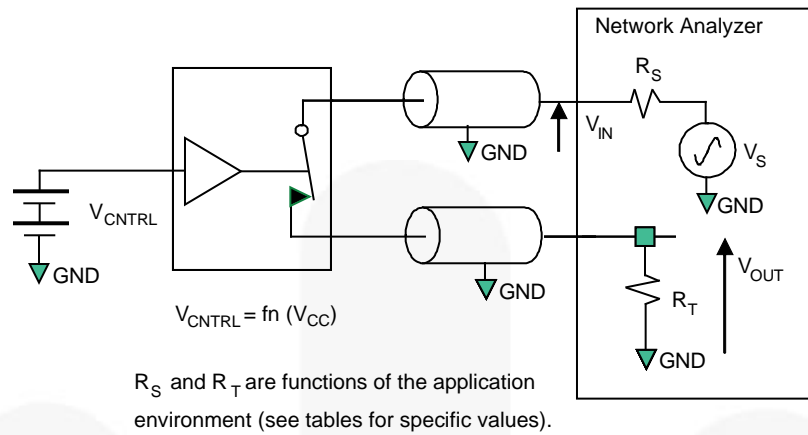 Network Analyzer
R_S
V_IN
V_S
GND
GND
V_CNTRL
GND
GND
V_OUT
R_T
V_CNTRL = fn (V_CC)
GND
R_S and R_T are functions of the application
environment (see tables for specific values).